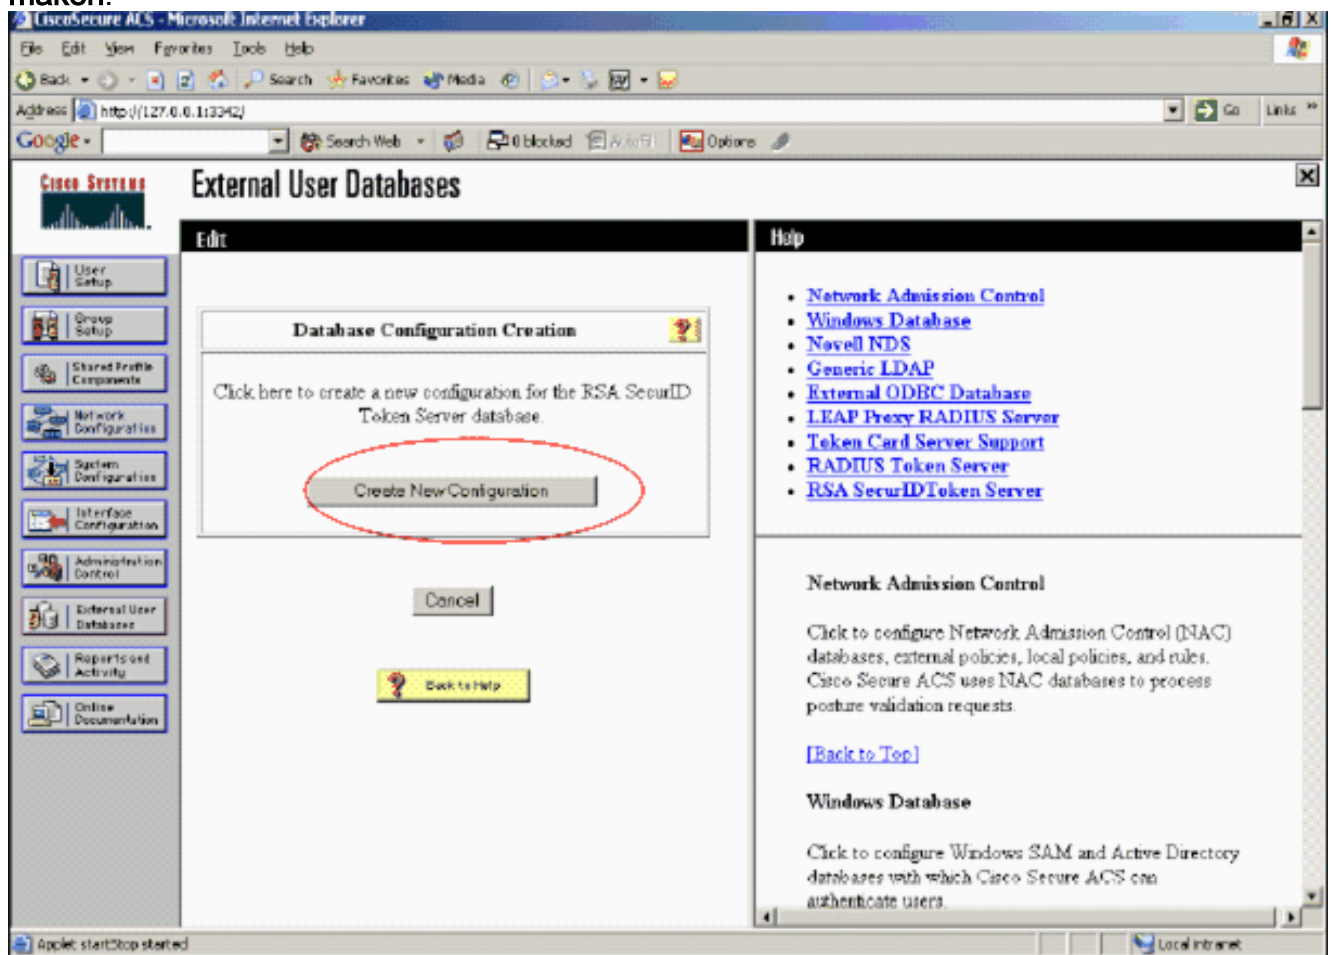 maken.
CiscoSecure ACS - Microsoft Internet Explorer
File Edit View Favorites Tools Help
Back Search Favorites Media
Address http://127.0.0.1:3342/ Go Links »
Google Search Web 0 blocked AutoFill Options
CISCO SYSTEMS
External User Databases
Edit
User
Setup
Group
Setup
Shared Profile
Components
Network
Configuration
System
Configuration
Interface
Configuration
Administration
Control
External User
Databases
Reports and
Activity
Online
Documentation
Database Configuration Creation
Click here to create a new configuration for the RSA SecurID
Token Server database.
Create New Configuration
Cancel
Back to Help
Help
• Network Admission Control
• Windows Database
• Novell NDS
• Generic LDAP
• External ODBC Database
• LEAP Proxy RADIUS Server
• Token Card Server Support
• RADIUS Token Server
• RSA SecurIDToken Server
Network Admission Control
Click to configure Network Admission Control (NAC)
databases, external policies, local policies, and rules.
Cisco Secure ACS uses NAC databases to process
posture validation requests.
[Back to Top]
Windows Database
Click to configure Windows SAM and Active Directory
databases with which Cisco Secure ACS can
authenticate users.
Applet startStop started
Local intranet